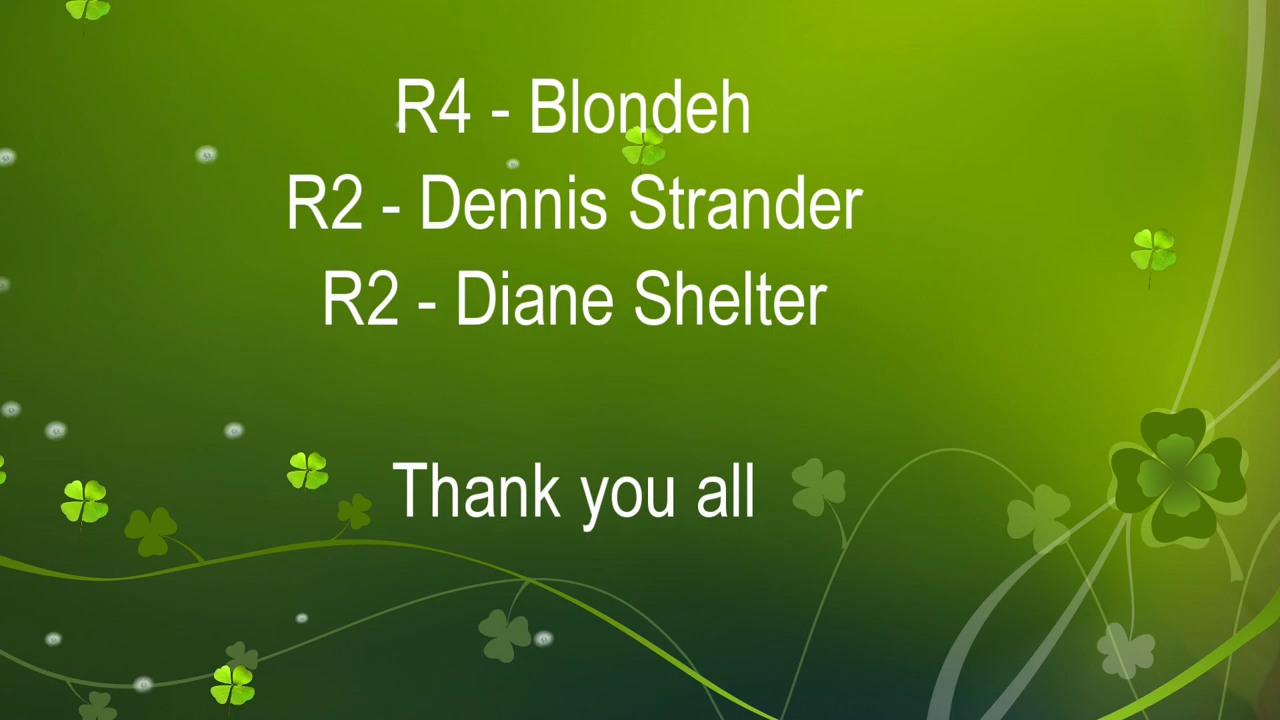 R4 - Blondeh
R2 - Dennis Strander
R2 - Diane Shelter
Thank you all